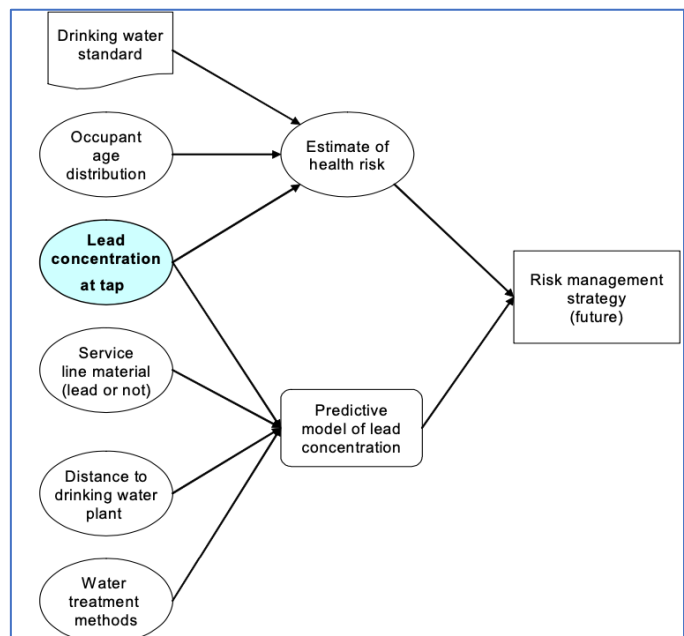 Drinking water
standard
Occupant
age
distribution
Estimate of
health risk
Lead
concentration
at tap
Risk management
strategy
(future)
Service
line material
(lead or not)
Predictive
model of lead
concentration
Distance to
drinking water
plant
Water
treatment
methods